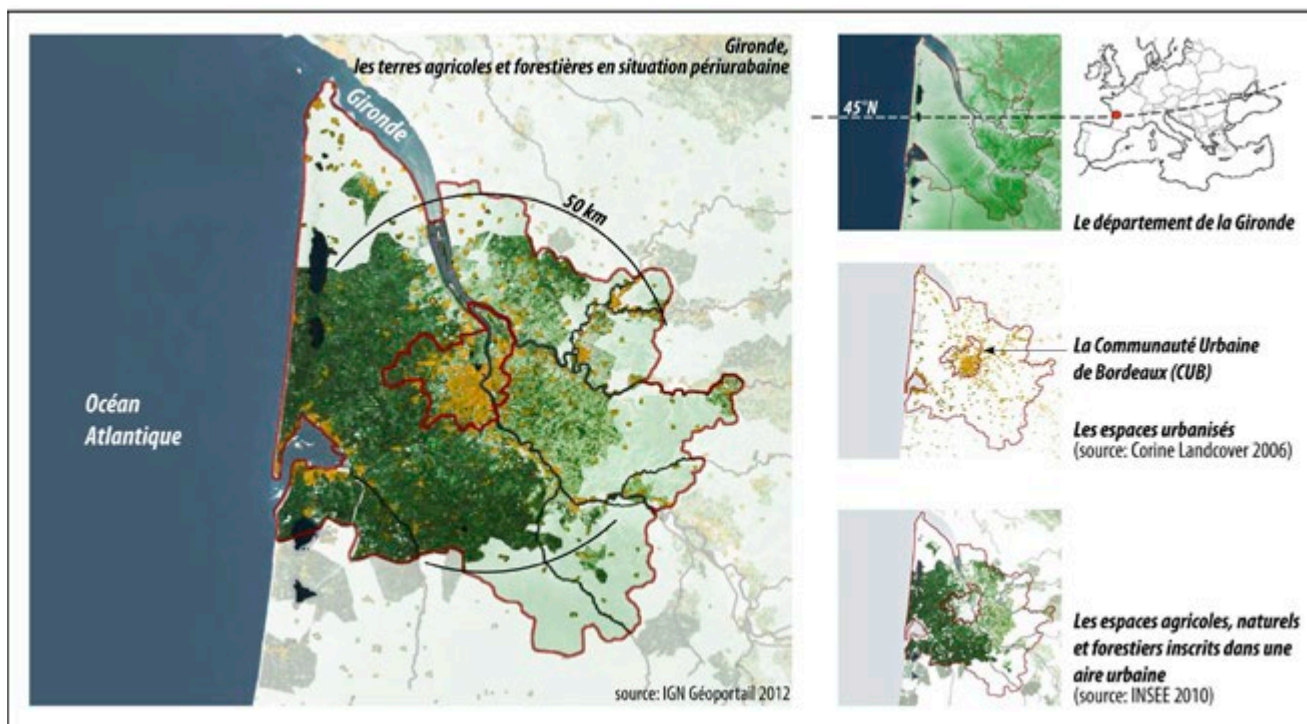 Gironde,
les terres agricoles et forestières en situation périurabaine
Gironde
50 km
Océan
Atlantique
source: IGN Géoportail 2012
45°N
Le département de la Gironde
La Communauté Urbaine
de Bordeaux (CUB)
Les espaces urbanisés
(source: Corine Landcover 2006)
Les espaces agricoles, naturels
et forestiers inscrits dans une
aire urbaine
(source: INSEE 2010)